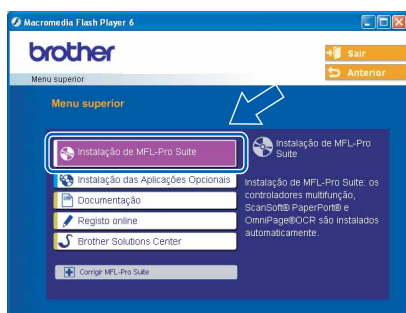 Macromedia Flash Player 6
brother
Sair
Anterior
Menu superior
Menu superior
Instalação de MFL-Pro Suite
Instalação das Aplicações Opcionais
Documentação
Registo online
Brother Solutions Center
Corrigir MFL-Pro Suite
Instalação de MFL-Pro
Suite
Instalação de MFL-Pro Suite: os
controladores multifunção,
ScanSoft® PaperPort® e
OmniPage®OCR são instalados
automaticamente.